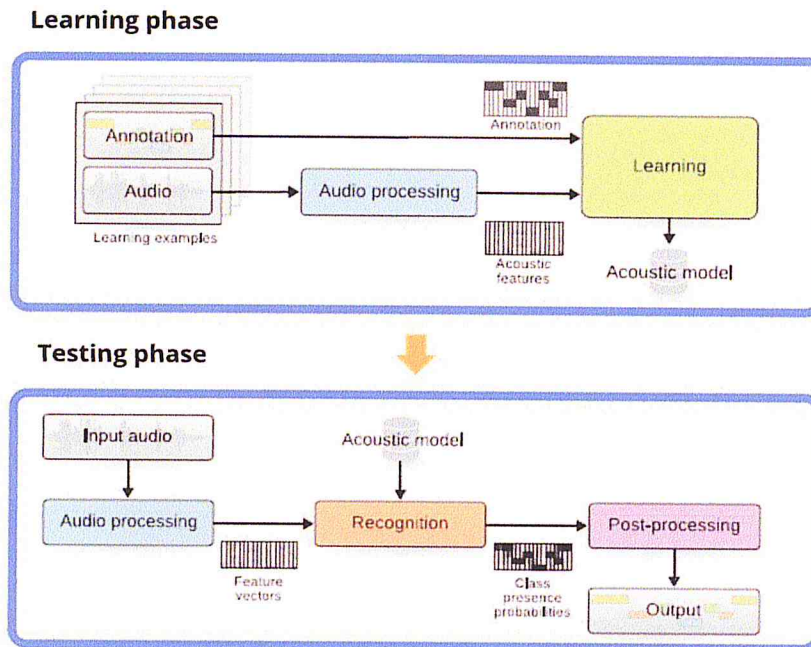 Learning phase
Annotation
Audio
Learning examples
Audio processing
Annotation
Acoustic
features
Learning
Acoustic model
Testing phase
Input audio
Audio processing
Feature
vectors
Acoustic model
Recognition
Class
presence
probabilities
Post-processing
Output